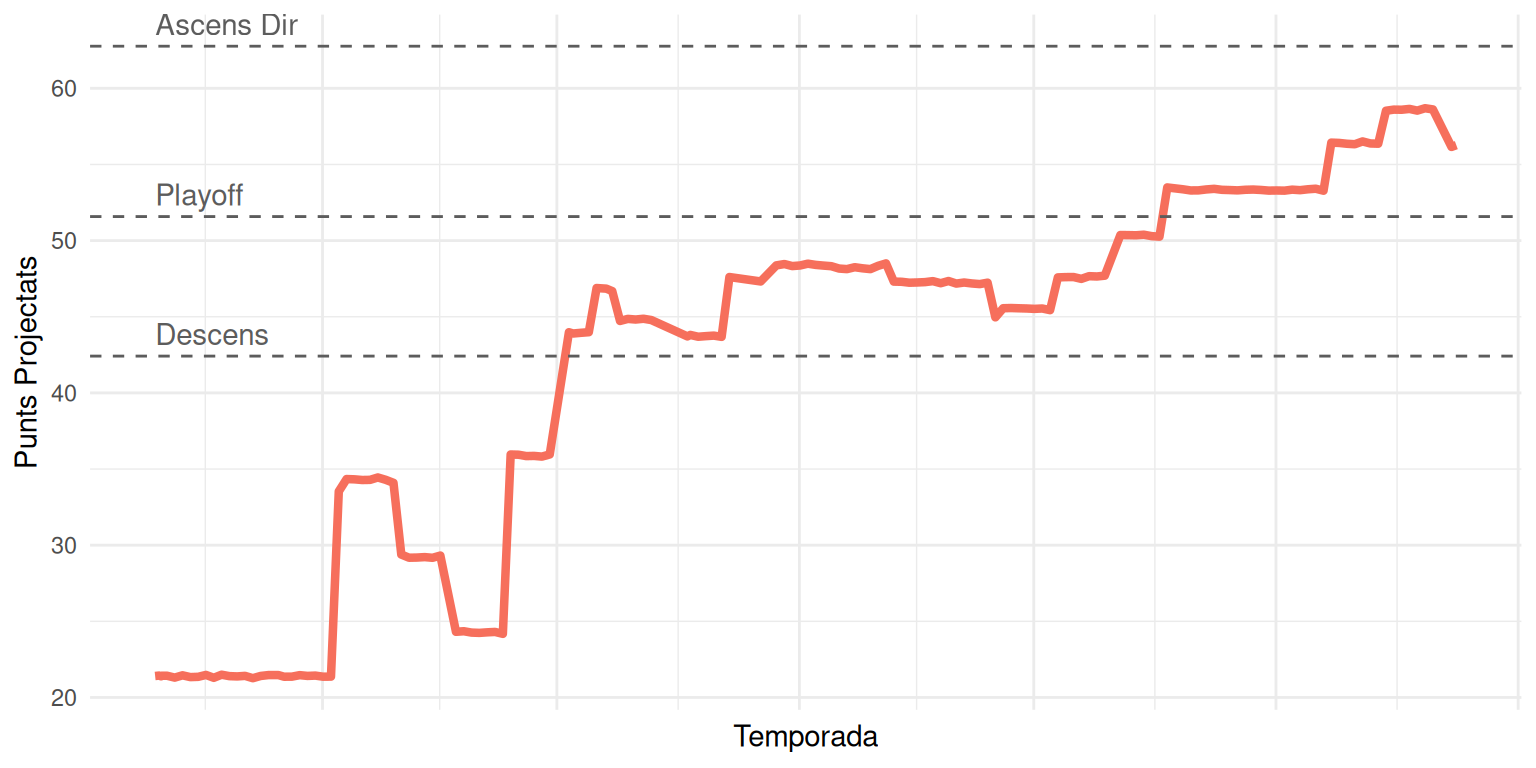 Ascens Dir
60
Playoff
50
Descens
40
30
20
Punts Projectats
Temporada